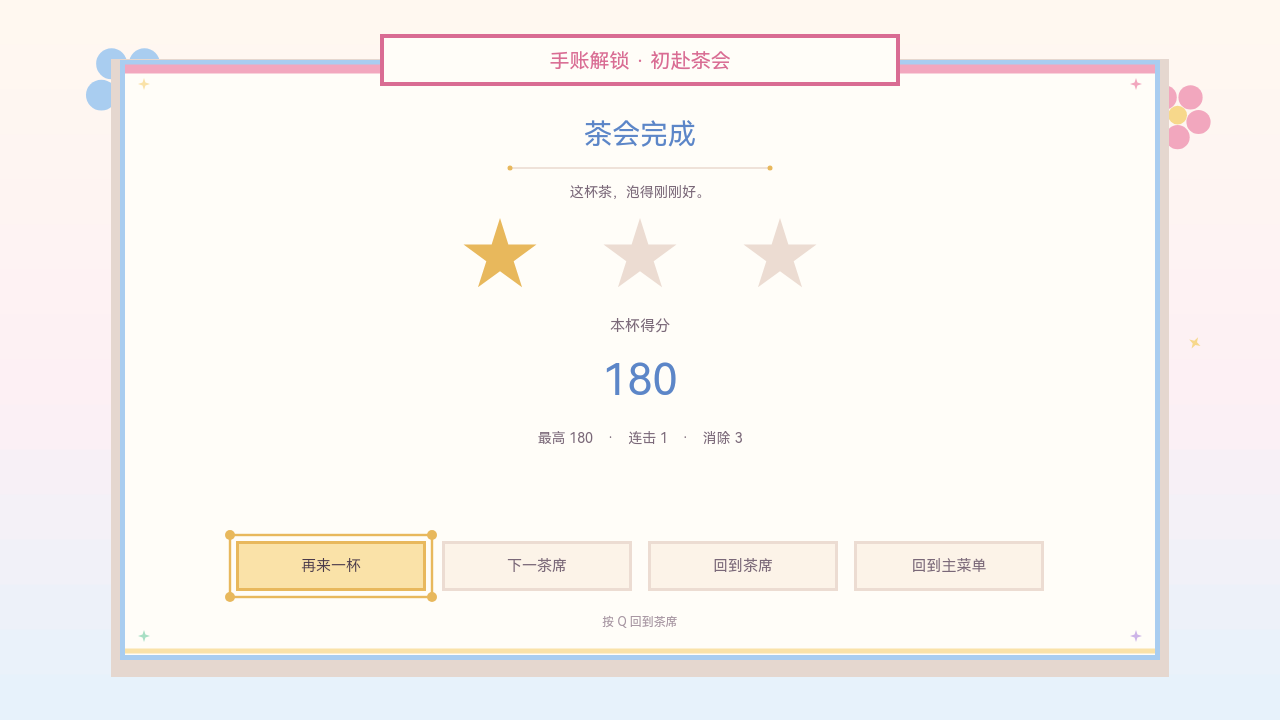 手账解锁 · 初赴茶会
茶会完成
这杯茶，泡得刚刚好。
本杯得分
180
最高 180 · 连击 1 · 消除 3
再来一杯
下一茶席
回到茶席
回到主菜单
按 Q 回到茶席